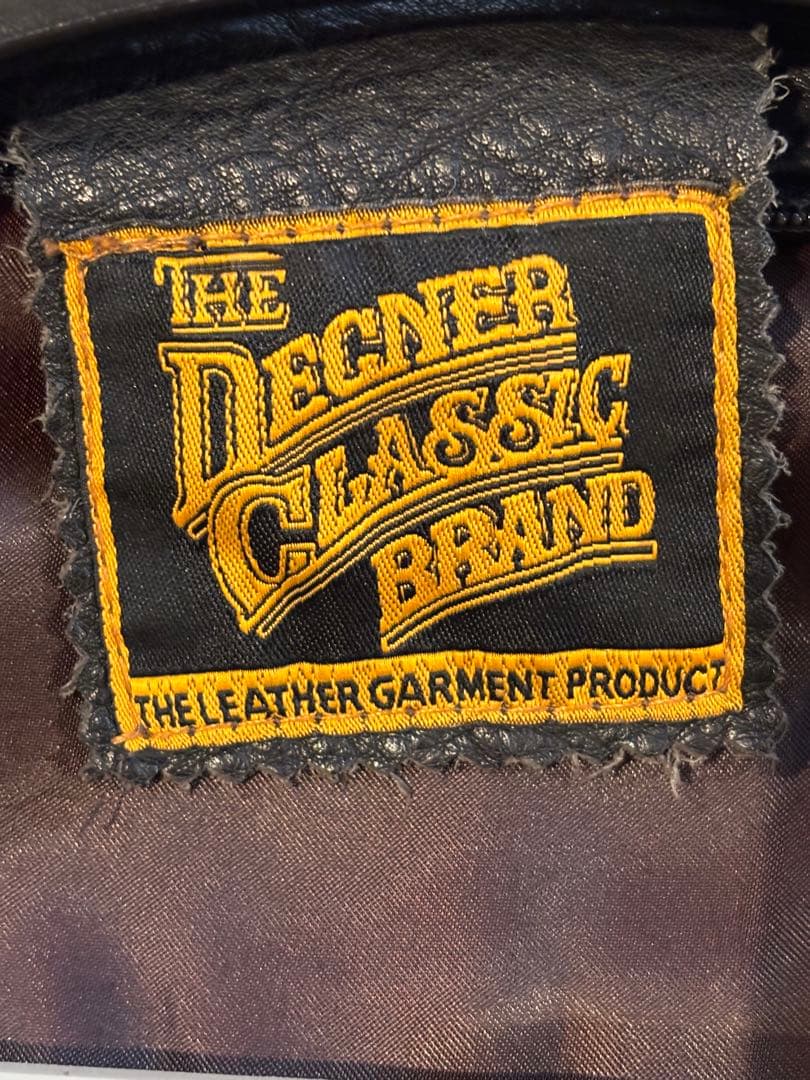 THE
DEGNER
CLASSIC
BRAND
THE LEATHER GARMENT PRODUCT